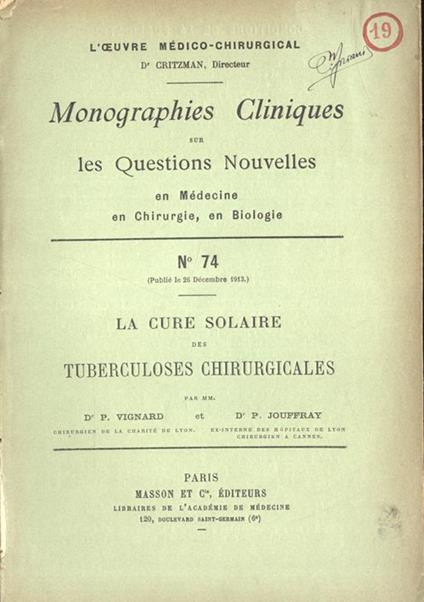 19
L'ŒUVRE MÉDICO-CHIRURGICAL
Dr CRITZMAN, Directeur
Monographies Cliniques
SUR
les Questions Nouvelles
en Médecine
en Chirurgie, en Biologie
No 74
(Publié le 26 Décembre 1913.)
LA CURE SOLAIRE
DES
TUBERCULOSES CHIRURGICALES
PAR MM.
Dr P. VIGNARD et Dr P. JOUFFRAY
CHIRURGIEN DE LA CHARITÉ DE LYON. EX-INTERNE DES HÔPITAUX DE LYON
CHIRURGIEN A CANNES.
PARIS
MASSON ET Cie, ÉDITEURS
LIBRAIRES DE L'ACADÉMIE DE MÉDECINE
120, BOULEVARD SAINT-GERMAIN (6e)